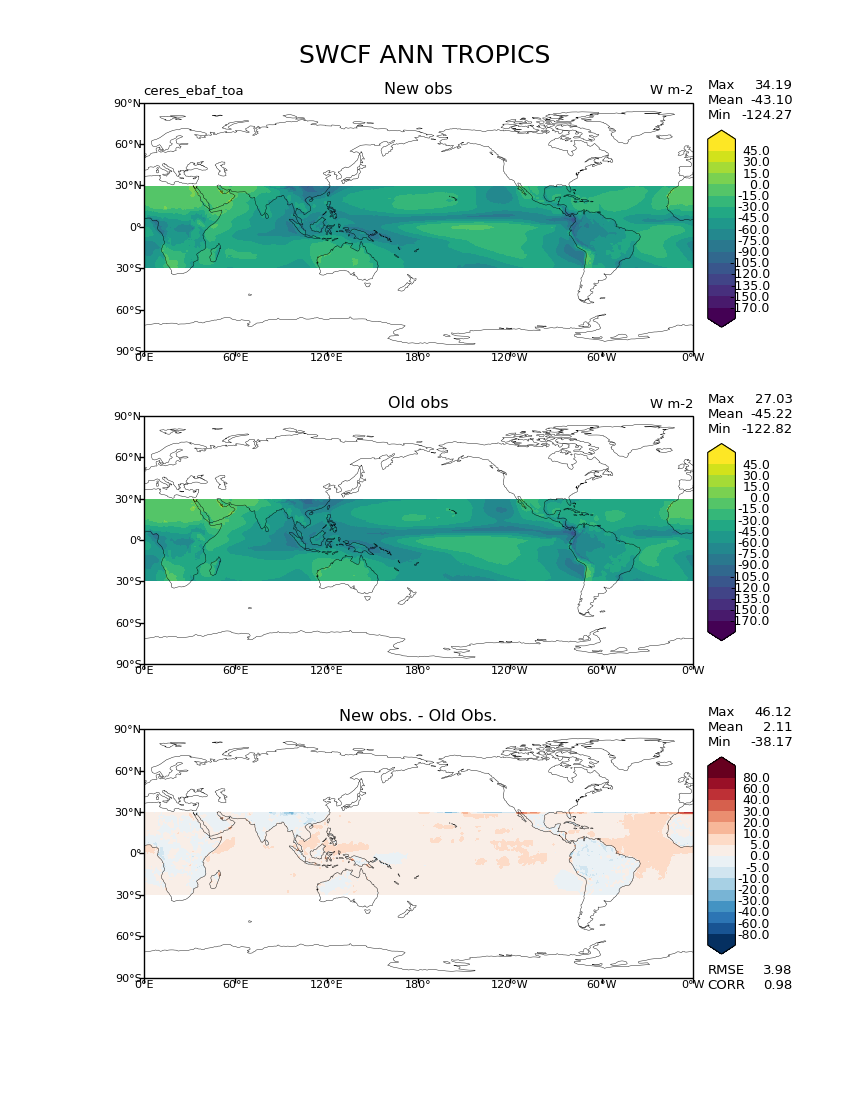 SWCF ANN TROPICS
ceres_ebaf_toa New obs W m-2
Max 34.19
Mean -43.10
Min -124.27
90°N
60°N
30°N
0°
30°S
60°S
90°S
0°E 60°E 120°E 180° 120°W 60°W 0°W
45.0
30.0
15.0
0.0
-15.0
-30.0
-45.0
-60.0
-75.0
-90.0
-105.0
-120.0
-135.0
-150.0
-170.0
Old obs W m-2
Max 27.03
Mean -45.22
Min -122.82
90°N
60°N
30°N
0°
30°S
60°S
90°S
0°E 60°E 120°E 180° 120°W 60°W 0°W
45.0
30.0
15.0
0.0
-15.0
-30.0
-45.0
-60.0
-75.0
-90.0
-105.0
-120.0
-135.0
-150.0
-170.0
New obs. - Old Obs.
Max 46.12
Mean 2.11
Min -38.17
90°N
60°N
30°N
0°
30°S
60°S
90°S
0°E 60°E 120°E 180° 120°W 60°W 0°W
80.0
60.0
40.0
30.0
20.0
10.0
5.0
0.0
-5.0
-10.0
-20.0
-30.0
-40.0
-60.0
-80.0
RMSE 3.98
CORR 0.98